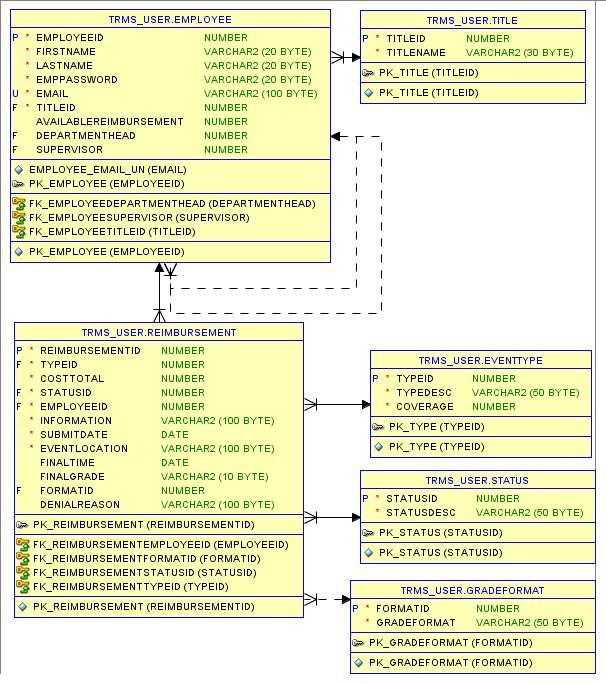 TRMS_USER.EMPLOYEE
P * EMPLOYEEID NUMBER
* FIRSTNAME VARCHAR2 (20 BYTE)
* LASTNAME VARCHAR2 (20 BYTE)
* EMPPASSWORD VARCHAR2 (20 BYTE)
U * EMAIL VARCHAR2 (100 BYTE)
F * TITLEID NUMBER
AVAILABLEREIMBURSEMENT NUMBER
F DEPARTMENTHEAD NUMBER
F SUPERVISOR NUMBER
EMPLOYEE_EMAIL_UN (EMAIL)
PK_EMPLOYEE (EMPLOYEEID)
FK_EMPLOYEEDEPARTMENTHEAD (DEPARTMENTHEAD)
FK_EMPLOYEESUPERVISOR (SUPERVISOR)
FK_EMPLOYEETITLEID (TITLEID)
PK_EMPLOYEE (EMPLOYEEID)
TRMS_USER.TITLE
P * TITLEID NUMBER
* TITLENAME VARCHAR2 (30 BYTE)
PK_TITLE (TITLEID)
PK_TITLE (TITLEID)
TRMS_USER.REIMBURSEMENT
P * REIMBURSEMENTID NUMBER
F * TYPEID NUMBER
* COSTTOTAL NUMBER
F * STATUSID NUMBER
F * EMPLOYEEID NUMBER
* INFORMATION VARCHAR2 (100 BYTE)
* SUBMITDATE DATE
* EVENTLOCATION VARCHAR2 (100 BYTE)
FINALTIME DATE
FINALGRADE VARCHAR2 (10 BYTE)
F FORMATID NUMBER
DENIALREASON VARCHAR2 (100 BYTE)
PK_REIMBURSEMENT (REIMBURSEMENTID)
FK_REIMBURSEMENTEMPLOYEEID (EMPLOYEEID)
FK_REIMBURSEMENTFORMATID (FORMATID)
FK_REIMBURSEMENTSTATUSID (STATUSID)
FK_REIMBURSEMENTTYPEID (TYPEID)
PK_REIMBURSEMENT (REIMBURSEMENTID)
TRMS_USER.EVENTTYPE
P * TYPEID NUMBER
* TYPEDESC VARCHAR2 (50 BYTE)
* COVERAGE NUMBER
PK_TYPE (TYPEID)
PK_TYPE (TYPEID)
TRMS_USER.STATUS
P * STATUSID NUMBER
* STATUSDESC VARCHAR2 (50 BYTE)
PK_STATUS (STATUSID)
PK_STATUS (STATUSID)
TRMS_USER.GRADEFORMAT
P * FORMATID NUMBER
* GRADEFORMAT VARCHAR2 (50 BYTE)
PK_GRADEFORMAT (FORMATID)
PK_GRADEFORMAT (FORMATID)